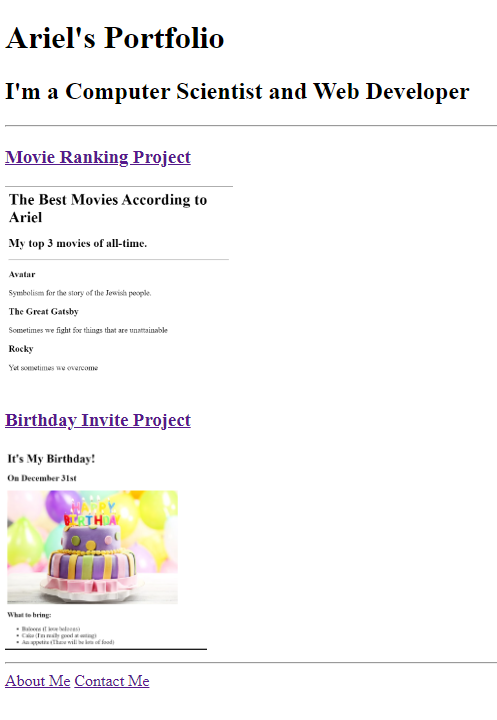 Ariel's Portfolio
I'm a Computer Scientist and Web Developer
Movie Ranking Project
The Best Movies According to
Ariel
My top 3 movies of all-time.
Avatar
Symbolism for the story of the Jewish people.
The Great Gatsby
Sometimes we fight for things that are unattainable
Rocky
Yet sometimes we overcome
Birthday Invite Project
It's My Birthday!
On December 31st
HAPPY
BIRTHDAY
What to bring:
Baloons (I love baloons)
Cake (I'm really good at eating)
An appetite (There will be lots of food)
About Me Contact Me